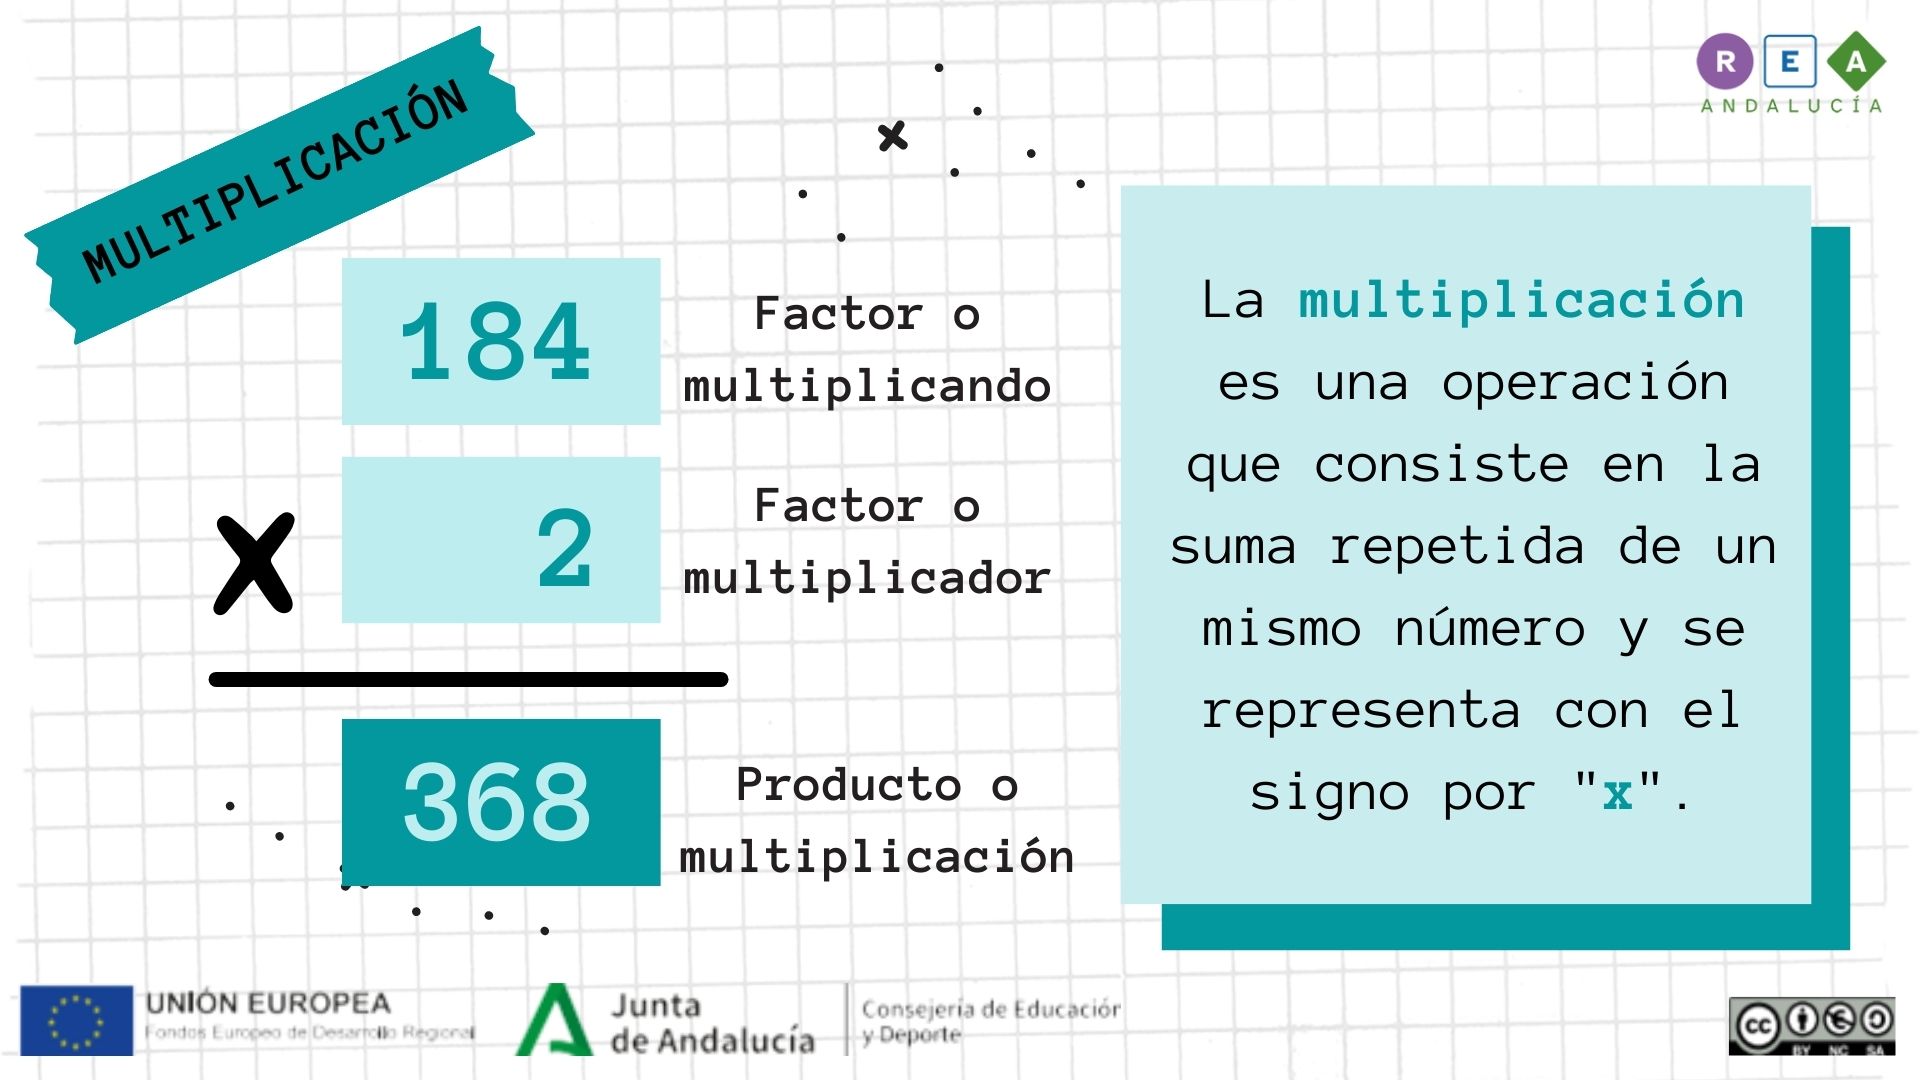 MULTIPLICACIÓN
R E A
ANDALUCÍA
184
Factor o
multiplicando
x
2
Factor o
multiplicador
368
Producto o
multiplicación
La multiplicación
es una operación
que consiste en la
suma repetida de un
mismo número y se
representa con el
signo por "x".
UNIÓN EUROPEA
Fondos Europeo de Desarrollo Regional
Junta
de Andalucía
Consejería de Educación
y Deporte
cc
BY NC SA